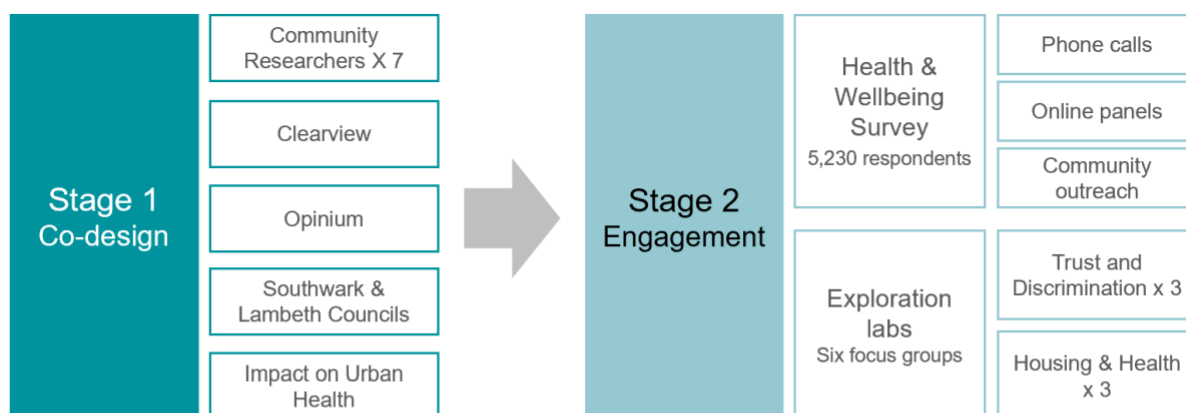 Stage 1
Co-design
Community
Researchers X 7
Clearview
Opinium
Southwark &
Lambeth Councils
Impact on Urban
Health
Stage 2
Engagement
Health &
Wellbeing
Survey
5,230 respondents
Phone calls
Online panels
Community
outreach
Exploration
labs
Six focus groups
Trust and
Discrimination x 3
Housing & Health
x 3